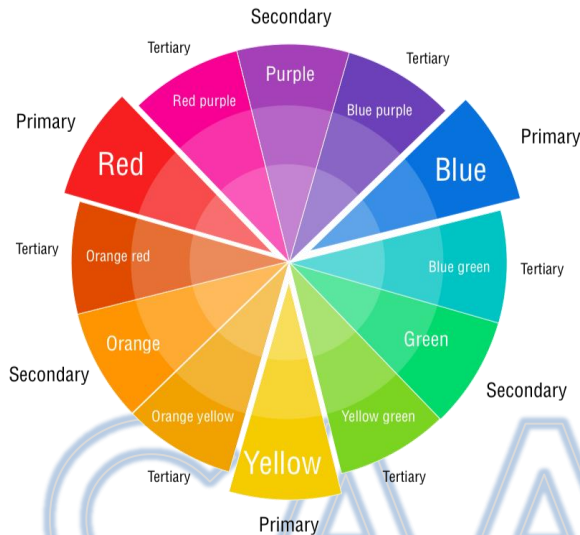 Secondary
Tertiary
Tertiary
Purple
Red purple
Blue purple
Primary
Primary
Red
Blue
Tertiary
Orange red
Blue green
Tertiary
Orange
Green
Secondary
Secondary
Orange yellow
Yellow green
Yellow
Tertiary
Tertiary
Primary